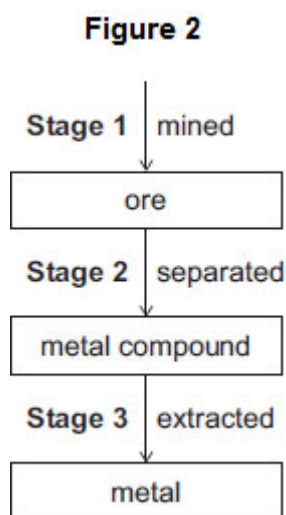 Figure 2
Stage 1 mined
ore
Stage 2 separated
metal compound
Stage 3 extracted
metal